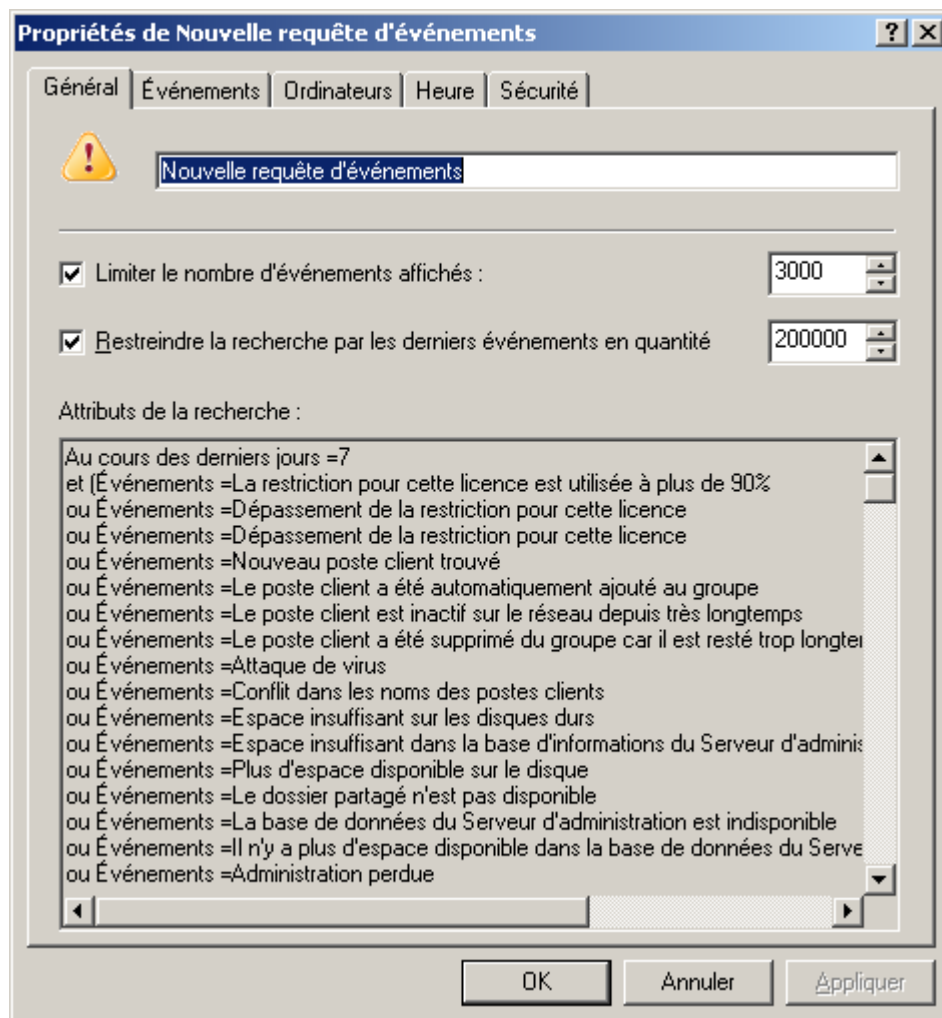 Propriétés de Nouvelle requête d'événements
Général Événements Ordinateurs Heure Sécurité
Nouvelle requête d'événements
Limiter le nombre d'événements affichés : 3000
Restreindre la recherche par les derniers événements en quantité 200000
Attributs de la recherche :
Au cours des derniers jours =7
et (Événements =La restriction pour cette licence est utilisée à plus de 90%
ou Événements =Dépassement de la restriction pour cette licence
ou Événements =Dépassement de la restriction pour cette licence
ou Événements =Nouveau poste client trouvé
ou Événements =Le poste client a été automatiquement ajouté au groupe
ou Événements =Le poste client est inactif sur le réseau depuis très longtemps
ou Événements =Le poste client a été supprimé du groupe car il est resté trop longte
ou Événements =Attaque de virus
ou Événements =Conflit dans les noms des postes clients
ou Événements =Espace insuffisant sur les disques durs
ou Événements =Espace insuffisant dans la base d'informations du Serveur d'adminis
ou Événements =Plus d'espace disponible sur le disque
ou Événements =Le dossier partagé n'est pas disponible
ou Événements =La base de données du Serveur d'administration est indisponible
ou Événements =Il n'y a plus d'espace disponible dans la base de données du Serve
ou Événements =Administration perdue
OK Annuler Appliquer